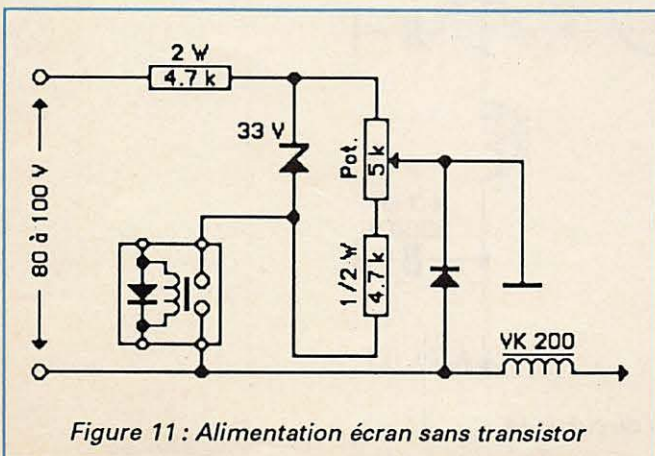 2 W
4.7 k
33 V
Pot.
5 k
80 à 100 V
1/2 W
4.7 k
VK 200
Figure 11 : Alimentation écran sans transistor